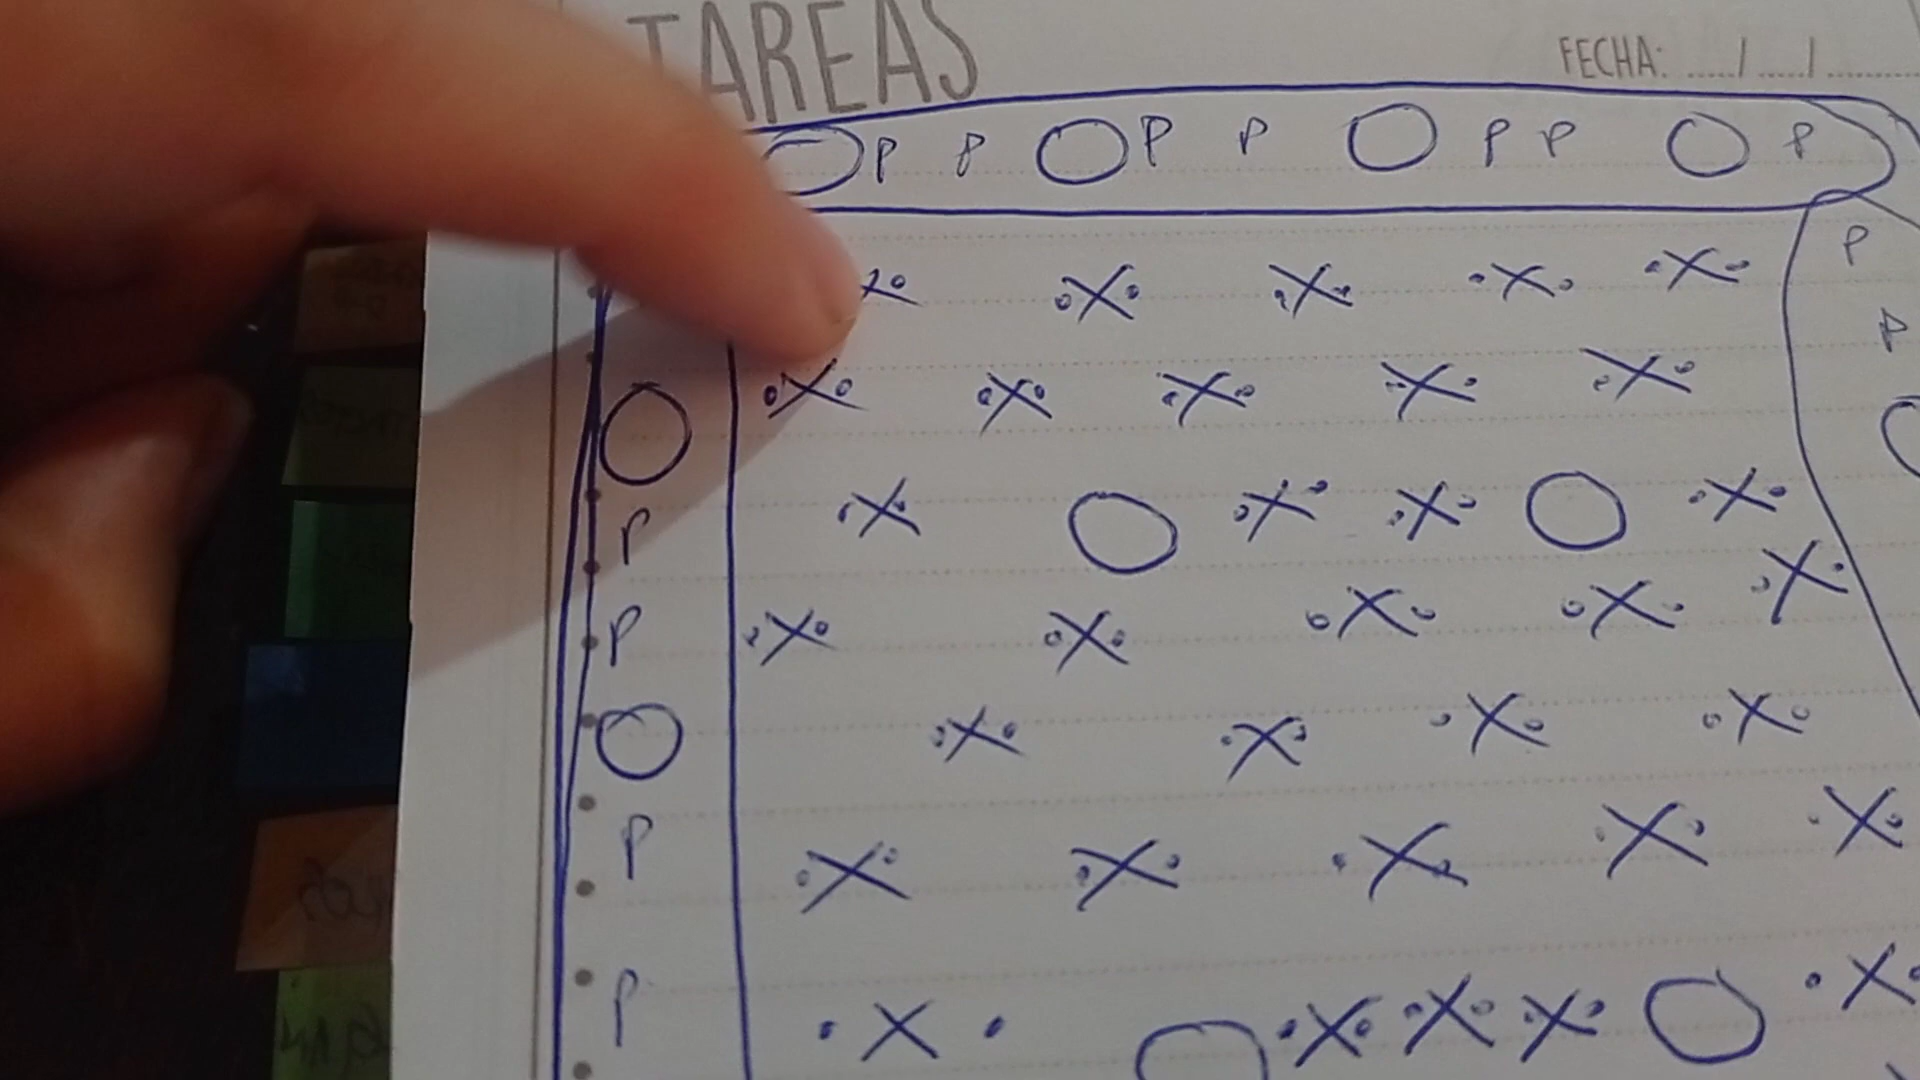 TAREAS
FECHA: ...../...../..........
P P P P P P P
P
P
P
P
P
P
X X X X X
X X X X X
X X X X
X X X X X
X X X X
X X X X X
X X X X X